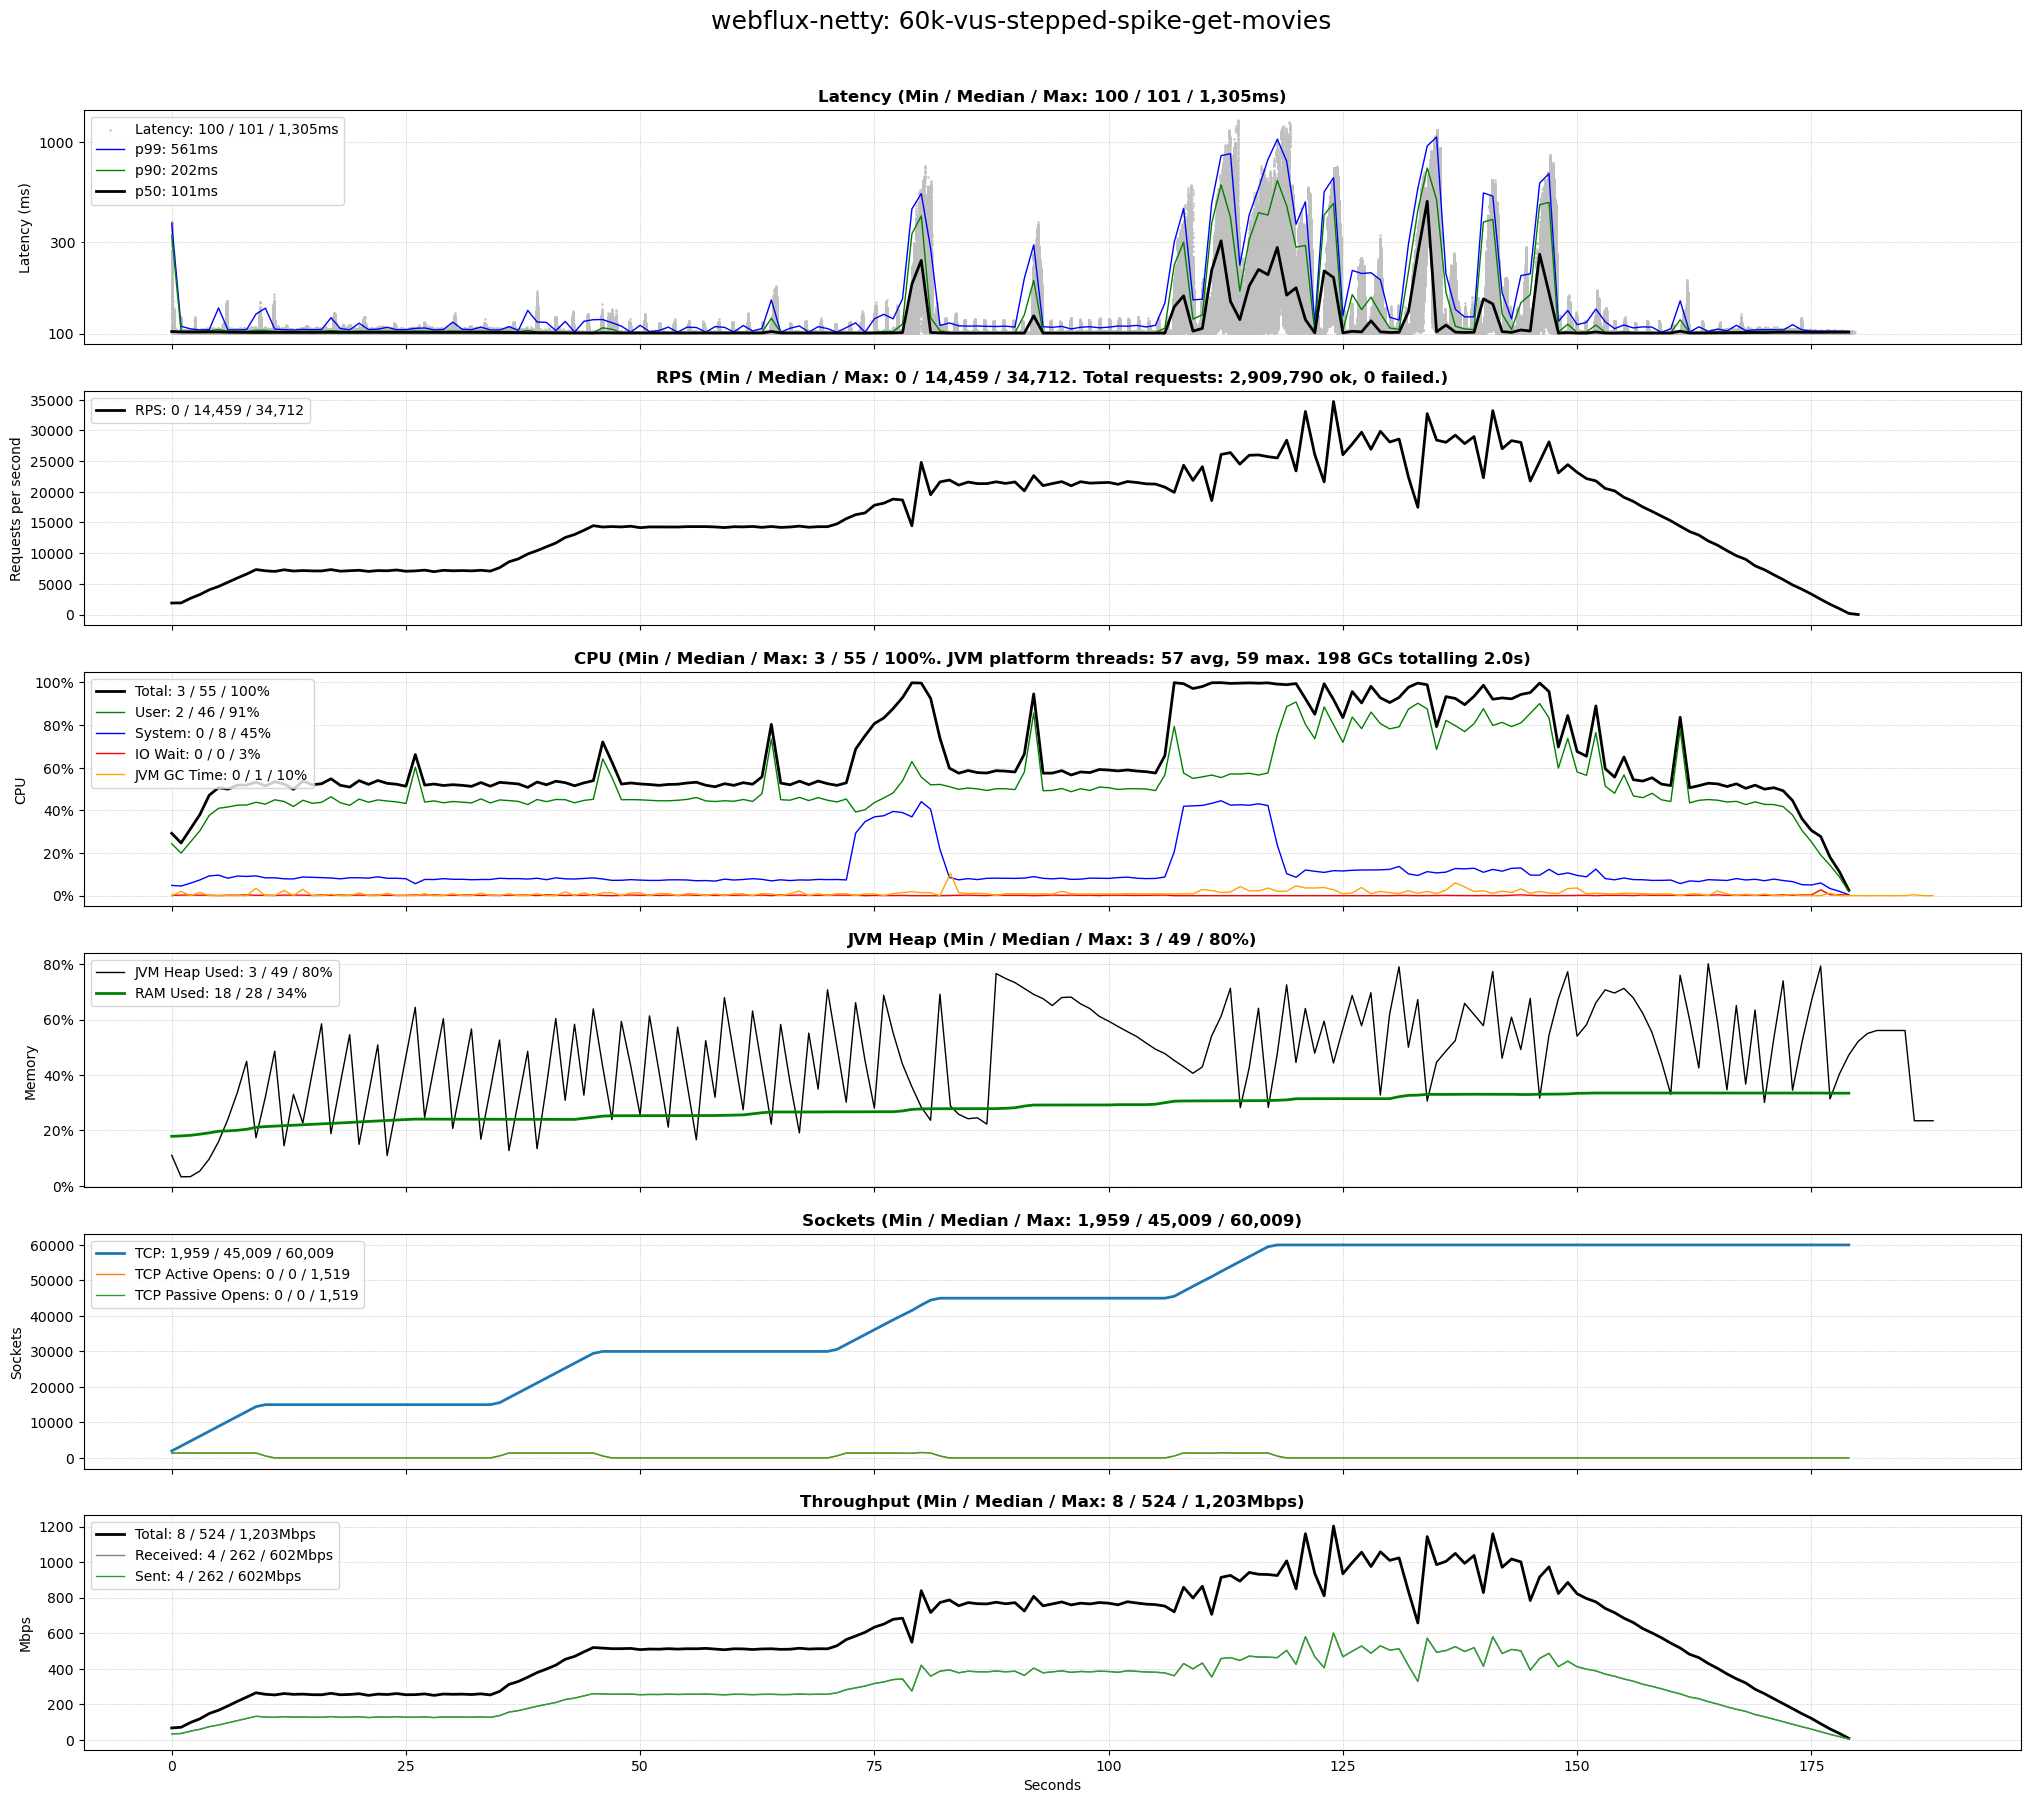 webflux-netty: 60k-vus-stepped-spike-get-movies
Latency (Min / Median / Max: 100 / 101 / 1,305ms)
Latency: 100 / 101 / 1,305ms
p99: 561ms
p90: 202ms
p50: 101ms
1000
300
100
Latency (ms)
RPS (Min / Median / Max: 0 / 14,459 / 34,712. Total requests: 2,909,790 ok, 0 failed.)
RPS: 0 / 14,459 / 34,712
35000
30000
25000
20000
15000
10000
5000
0
Requests per second
CPU (Min / Median / Max: 3 / 55 / 100%. JVM platform threads: 57 avg, 59 max. 198 GCs totalling 2.0s)
Total: 3 / 55 / 100%
User: 2 / 46 / 91%
System: 0 / 8 / 45%
IO Wait: 0 / 0 / 3%
JVM GC Time: 0 / 1 / 10%
100%
80%
60%
40%
20%
0%
CPU
JVM Heap (Min / Median / Max: 3 / 49 / 80%)
JVM Heap Used: 3 / 49 / 80%
RAM Used: 18 / 28 / 34%
80%
60%
40%
20%
0%
Memory
Sockets (Min / Median / Max: 1,959 / 45,009 / 60,009)
TCP: 1,959 / 45,009 / 60,009
TCP Active Opens: 0 / 0 / 1,519
TCP Passive Opens: 0 / 0 / 1,519
60000
50000
40000
30000
20000
10000
0
Sockets
Throughput (Min / Median / Max: 8 / 524 / 1,203Mbps)
Total: 8 / 524 / 1,203Mbps
Received: 4 / 262 / 602Mbps
Sent: 4 / 262 / 602Mbps
1200
1000
800
600
400
200
0
Mbps
0 25 50 75 100 125 150 175
Seconds